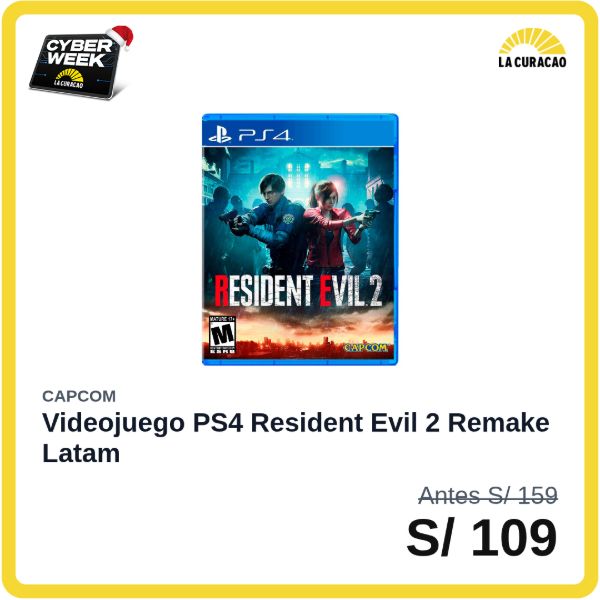 CYBER
WEEK
LA CURACAO
LA CURACAO
PS4
RESIDENT EVIL 2
MATURE 17+
M
ESRB
CAPCOM
CAPCOM
Videojuego PS4 Resident Evil 2 Remake
Latam
Antes S/ 159
S/ 109